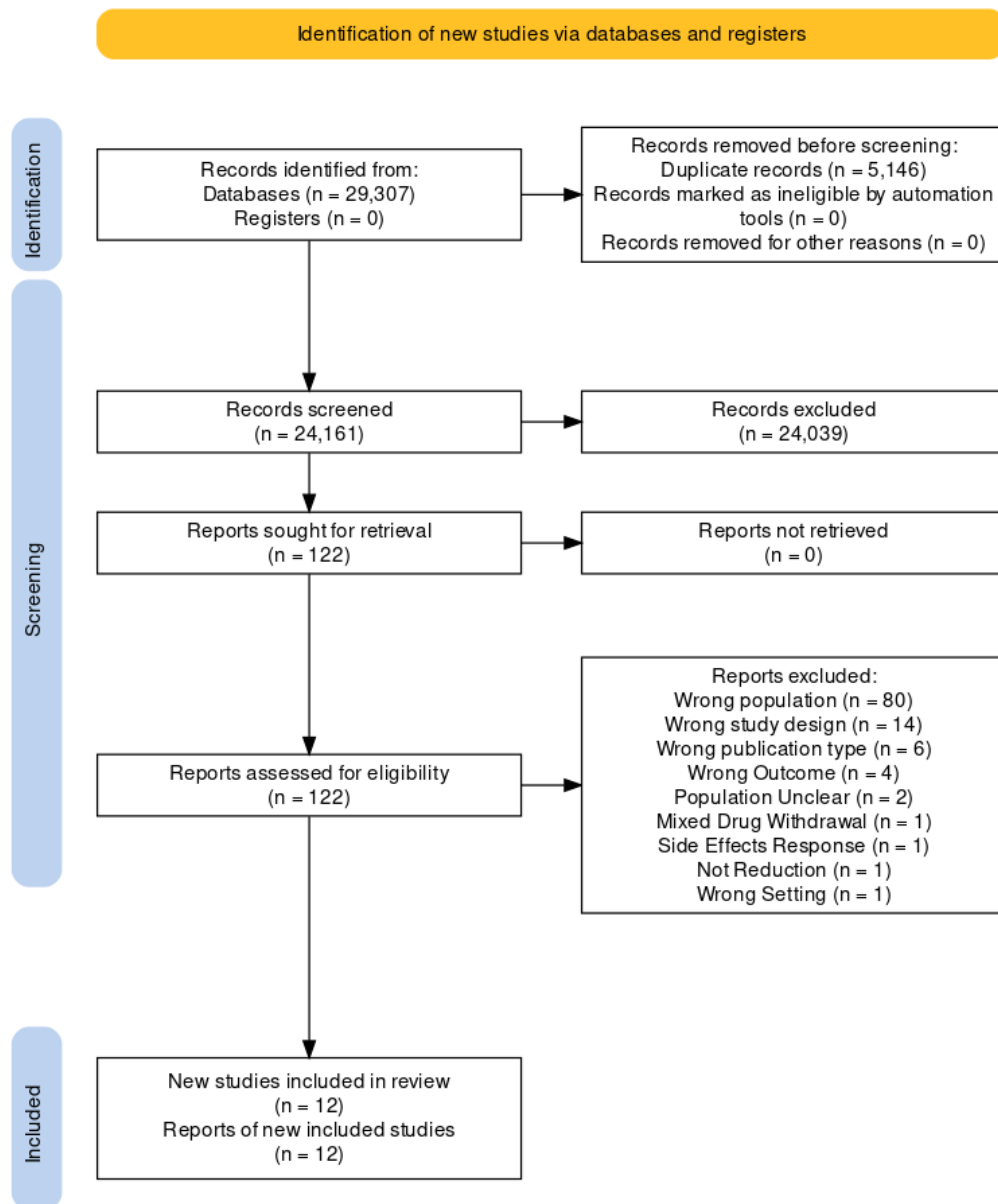 Identification of new studies via databases and registers
Identification
Records identified from:
Databases (n = 29,307)
Registers (n = 0)
Records removed before screening:
Duplicate records (n = 5,146)
Records marked as ineligible by automation
tools (n = 0)
Records removed for other reasons (n = 0)
Screening
Records screened
(n = 24,161)
Records excluded
(n = 24,039)
Reports sought for retrieval
(n = 122)
Reports not retrieved
(n = 0)
Reports assessed for eligibility
(n = 122)
Reports excluded:
Wrong population (n = 80)
Wrong study design (n = 14)
Wrong publication type (n = 6)
Wrong Outcome (n = 4)
Population Unclear (n = 2)
Mixed Drug Withdrawal (n = 1)
Side Effects Response (n = 1)
Not Reduction (n = 1)
Wrong Setting (n = 1)
Included
New studies included in review
(n = 12)
Reports of new included studies
(n = 12)